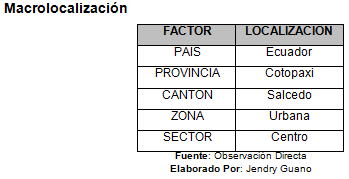 Macrolocalización
FACTOR LOCALIZACION
PAIS Ecuador
PROVINCIA Cotopaxi
CANTON Salcedo
ZONA Urbana
SECTOR Centro
Fuente: Observación Directa
Elaborado Por: Jendry Guano